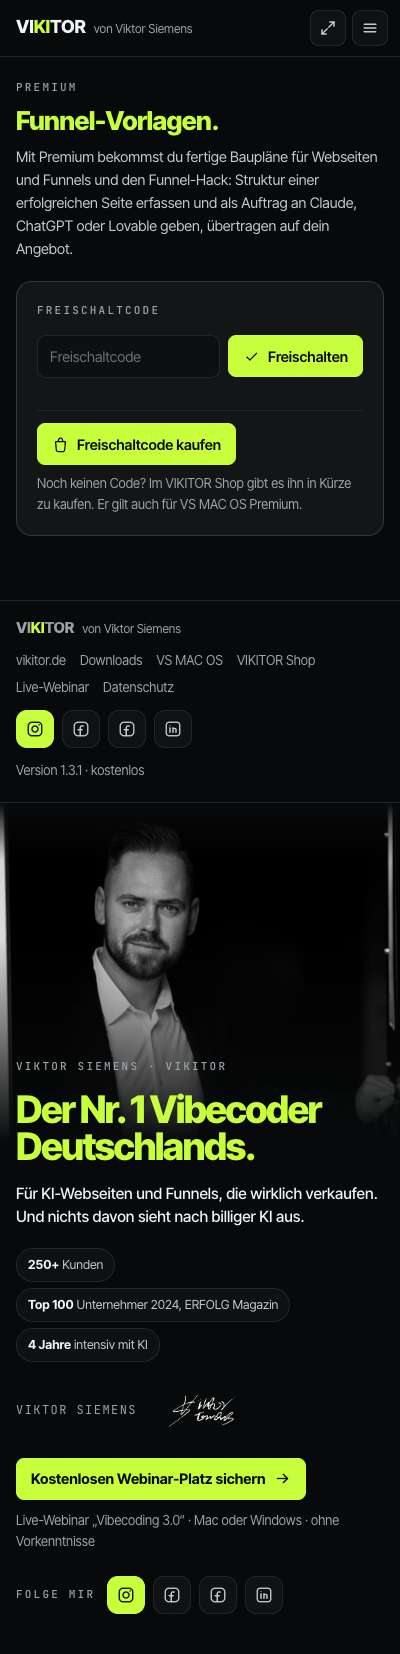 VIKITOR von Viktor Siemens
PREMIUM
Funnel-Vorlagen.
Mit Premium bekommst du fertige Baupläne für Webseiten
und Funnels und den Funnel-Hack: Struktur einer
erfolgreichen Seite erfassen und als Auftrag an Claude,
ChatGPT oder Lovable geben, übertragen auf dein
Angebot.
FREISCHALTCODE
Freischaltcode
Freischalten
Freischaltcode kaufen
Noch keinen Code? Im VIKITOR Shop gibt es ihn in Kürze
zu kaufen. Er gilt auch für VS MAC OS Premium.
VIKITOR von Viktor Siemens
vikitor.de Downloads VS MAC OS VIKITOR Shop
Live-Webinar Datenschutz
Version 1.3.1 · kostenlos
VIKTOR SIEMENS · VIKITOR
Der Nr. 1 Vibecoder
Deutschlands.
Für KI-Webseiten und Funnels, die wirklich verkaufen.
Und nichts davon sieht nach billiger KI aus.
250+ Kunden
Top 100 Unternehmer 2024, ERFOLG Magazin
4 Jahre intensiv mit KI
VIKTOR SIEMENS
Kostenlosen Webinar-Platz sichern →
Live-Webinar „Vibecoding 3.0“ · Mac oder Windows · ohne
Vorkenntnisse
FOLGE MIR